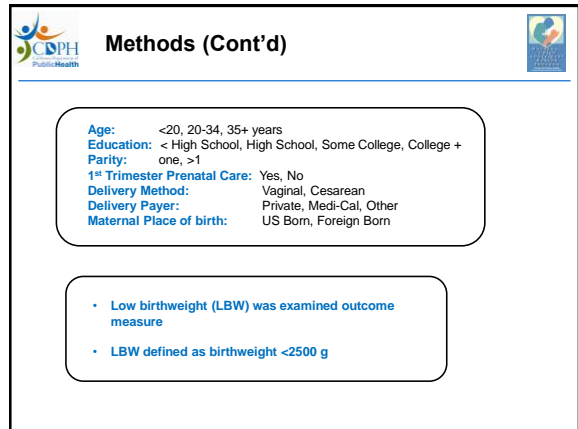 CDPH
PublicHealth
Methods (Cont'd)
Age: <20, 20-34, 35+ years
Education: < High School, High School, Some College, College +
Parity: one, >1
1st Trimester Prenatal Care: Yes, No
Delivery Method: Vaginal, Cesarean
Delivery Payer: Private, Medi-Cal, Other
Maternal Place of birth: US Born, Foreign Born
• Low birthweight (LBW) was examined outcome
measure
• LBW defined as birthweight <2500 g